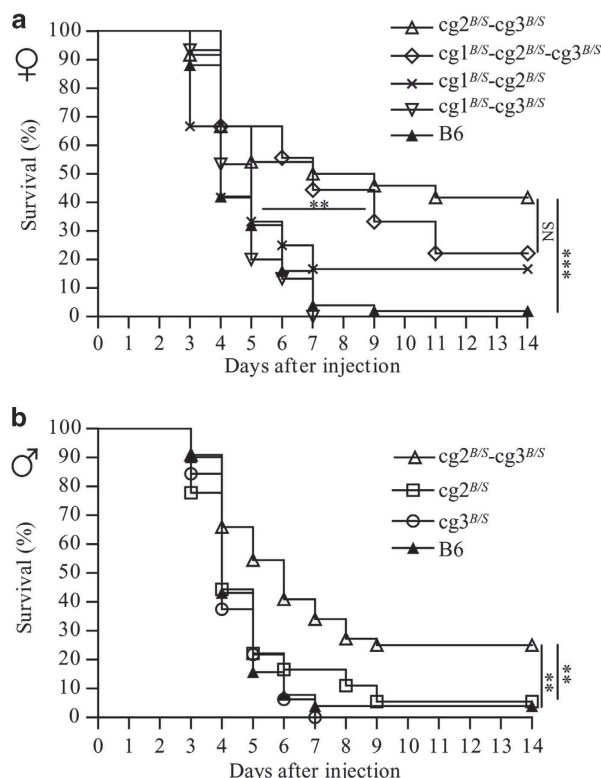 a
♀
cg2B/S-cg3B/S
cg1B/S-cg2B/S-cg3B/S
cg1B/S-cg2B/S
cg1B/S-cg3B/S
B6
Survival (%)
100
90
80
70
60
50
40
30
20
10
0
**
NS
***
0 1 2 3 4 5 6 7 8 9 10 11 12 13 14
Days after injection
b
♂
cg2B/S-cg3B/S
cg2B/S
cg3B/S
B6
Survival (%)
100
90
80
70
60
50
40
30
20
10
0
**
**
0 1 2 3 4 5 6 7 8 9 10 11 12 13 14
Days after injection